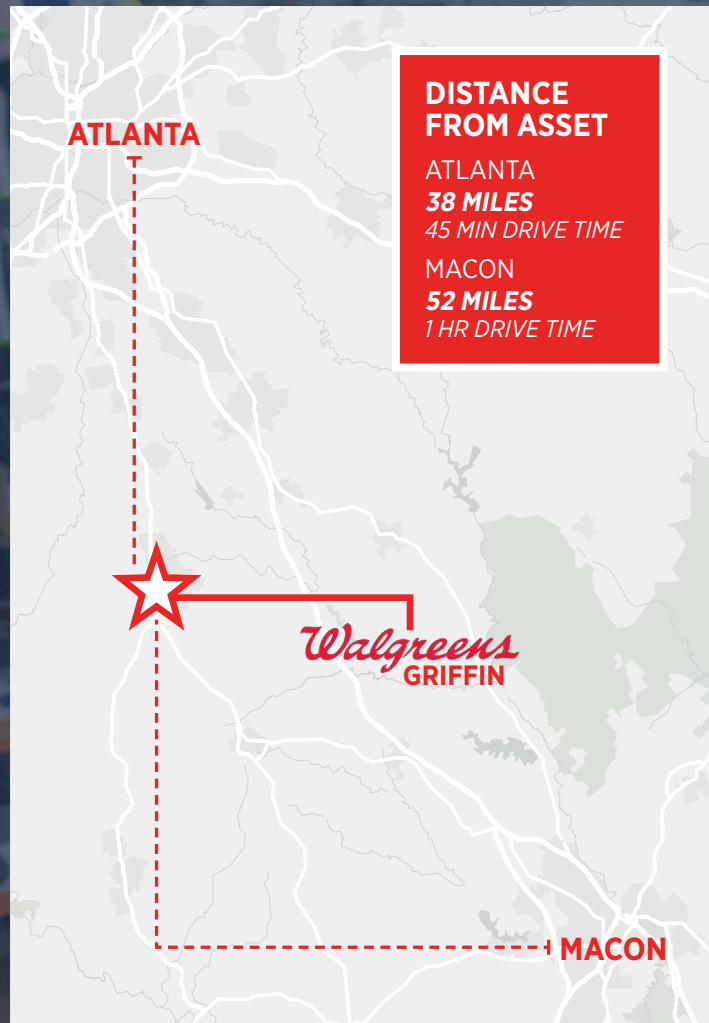 ATLANTA
DISTANCE
FROM ASSET
ATLANTA
38 MILES
45 MIN DRIVE TIME
MACON
52 MILES
1 HR DRIVE TIME
Walgreens
GRIFFIN
MACON